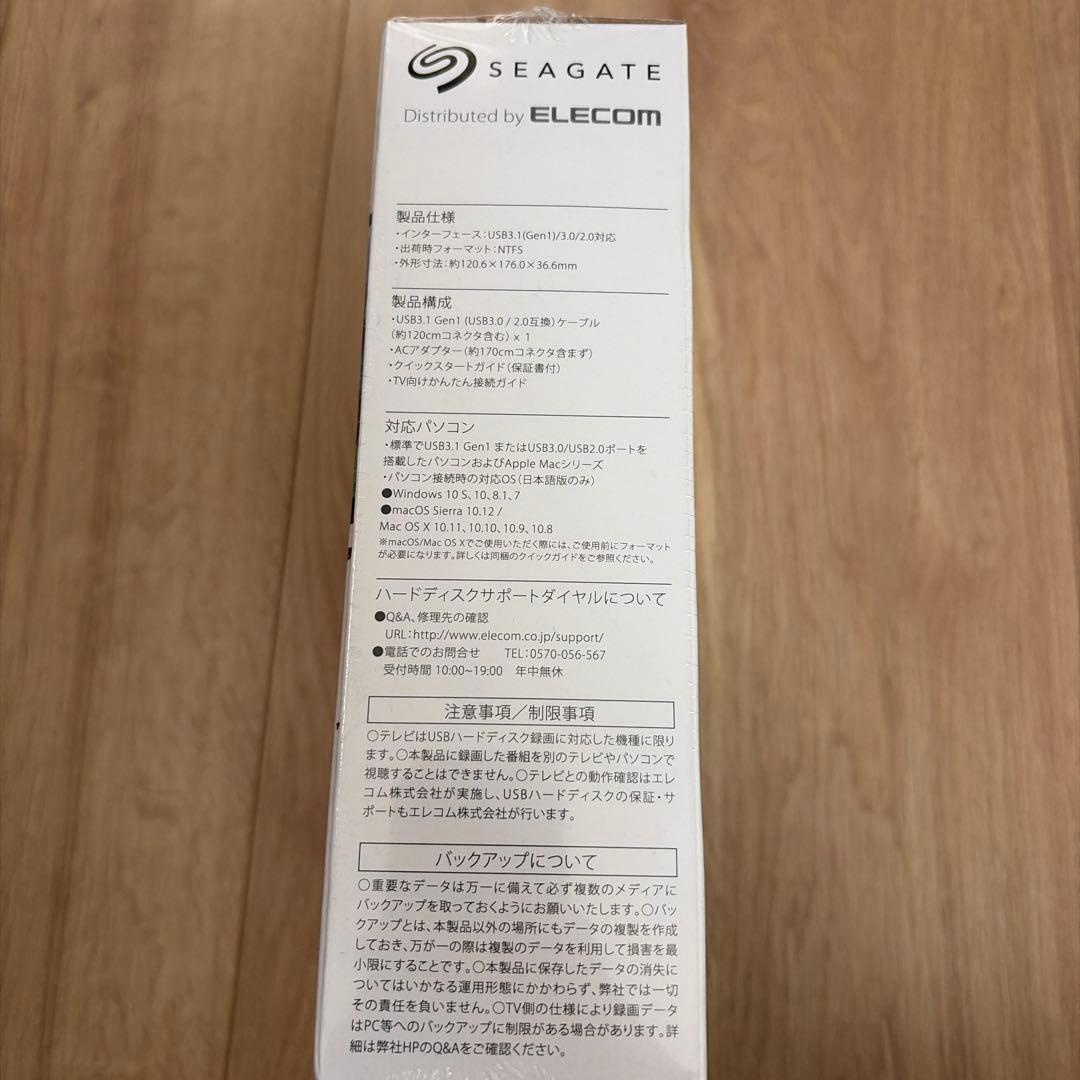 SEAGATE
Distributed by ELECOM
製品仕様
・インターフェース：USB3.1(Gen1)/3.0/2.0対応
・出荷時フォーマット：NTFS
・外形寸法：約120.6×176.0×36.6mm
製品構成
・USB3.1 Gen1 (USB3.0 / 2.0互換）ケーブル
（約120cmコネクタ含む）x 1
・ACアダプター（約170cmコネクタ含まず）
・クイックスタートガイド（保証書付）
・TV向けかんたん接続ガイド
対応パソコン
・標準でUSB3.1 Gen1 またはUSB3.0/USB2.0ポートを
搭載したパソコンおよびApple Macシリーズ
・パソコン接続時の対応OS（日本語版のみ）
●Windows 10 S、10、8.1、7
●macOS Sierra 10.12 /
Mac OS X 10.11、10.10、10.9、10.8
※macOS/Mac OS Xでご使用いただく際には、ご使用前にフォーマット
が必要になります。詳しくは同梱のクイックガイドをご参照ください。
ハードディスクサポートダイヤルについて
●Q&A、修理先の確認
URL：http://www.elecom.co.jp/support/
●電話でのお問合せ TEL：0570-056-567
受付時間 10:00~19:00 年中無休
注意事項／制限事項
○テレビはUSBハードディスク録画に対応した機種に限り
ます。○本製品に録画した番組を別のテレビやパソコンで
視聴することはできません。○テレビとの動作確認はエレ
コム株式会社が実施し、USBハードディスクの保証・サ
ポートもエレコム株式会社が行います。
バックアップについて
○重要なデータは万一に備えて必ず複数のメディアに
バックアップを取っておくようにお願いいたします。○バッ
クアップとは、本製品以外の場所にもデータの複製を作成
しておき、万が一の際は複製のデータを利用して損害を最
小限にすることです。○本製品に保存したデータの消失に
ついてはいかなる運用形態にかかわらず、弊社では一切
その責任を負いません。○TV側の仕様により録画データ
はPC等へのバックアップに制限がある場合があります。詳
細は弊社HPのQ&Aをご確認ください。